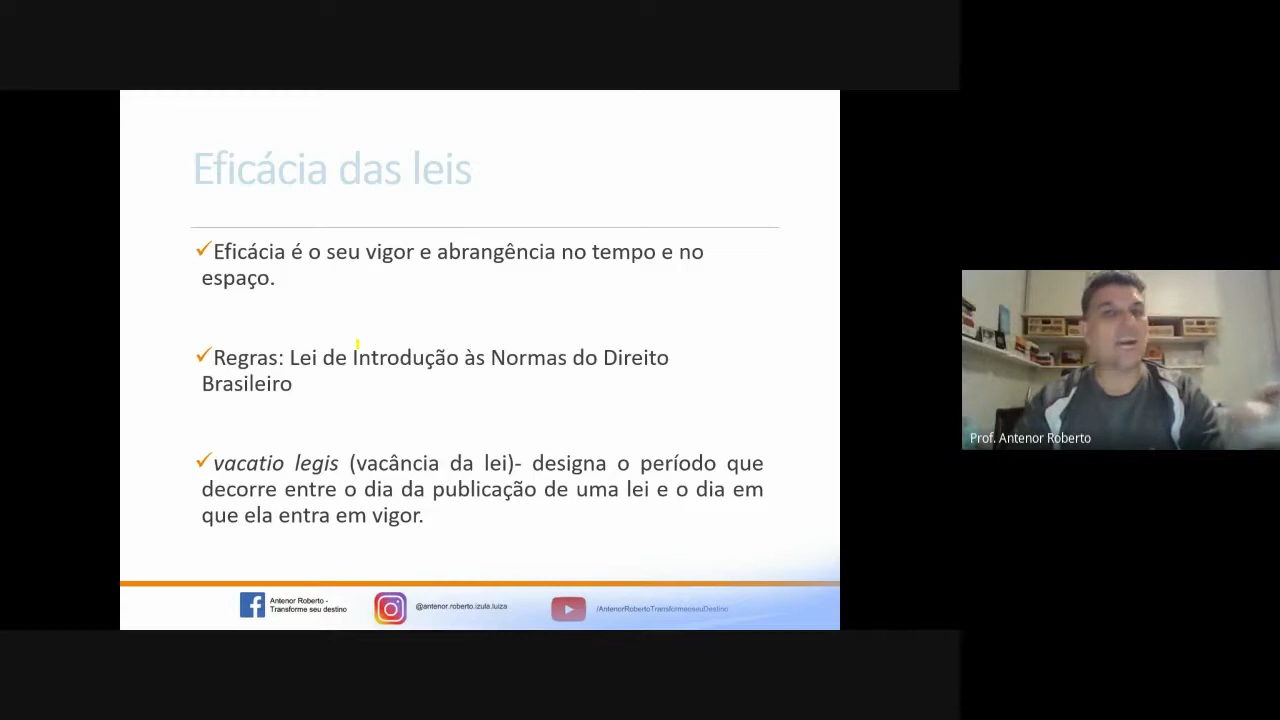 Eficácia das leis
✓Eficácia é o seu vigor e abrangência no tempo e no
espaço.
✓Regras: Lei de Introdução às Normas do Direito
Brasileiro
✓vacatio legis (vacância da lei)- designa o período que
decorre entre o dia da publicação de uma lei e o dia em
que ela entra em vigor.
Antenor Roberto -
Transforme seu destino
@antenor.roberto.izula.luiza
/AntenorRobertoTransformaoseuDestino
Prof. Antenor Roberto